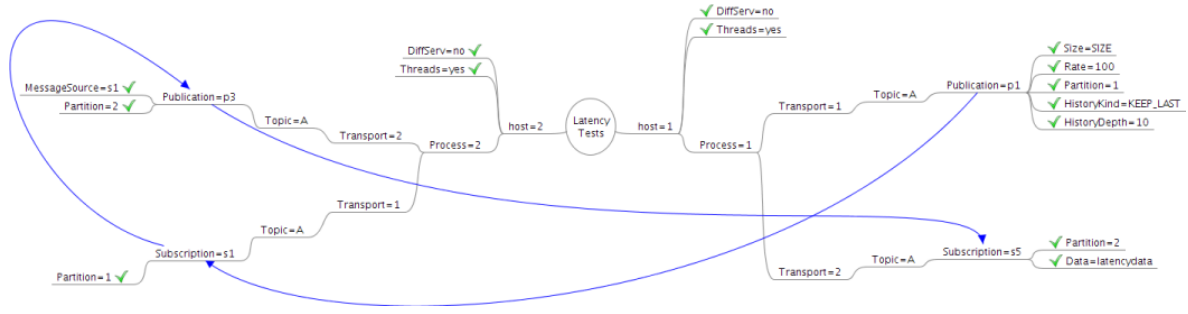 DiffServ=no
Threads=yes
DiffServ=no
Threads=yes
MessageSource=s1
Partition=2
Publication=p3
Topic=A
Transport=2
host=2
Latency
Tests
host=1
Process=2
Process=1
Transport=1
Topic=A
Publication=p1
Size=SIZE
Rate=100
Partition=1
HistoryKind=KEEP_LAST
HistoryDepth=10
Transport=1
Topic=A
Subscription=s1
Partition=1
Transport=2
Topic=A
Subscription=s5
Partition=2
Data=latencydata